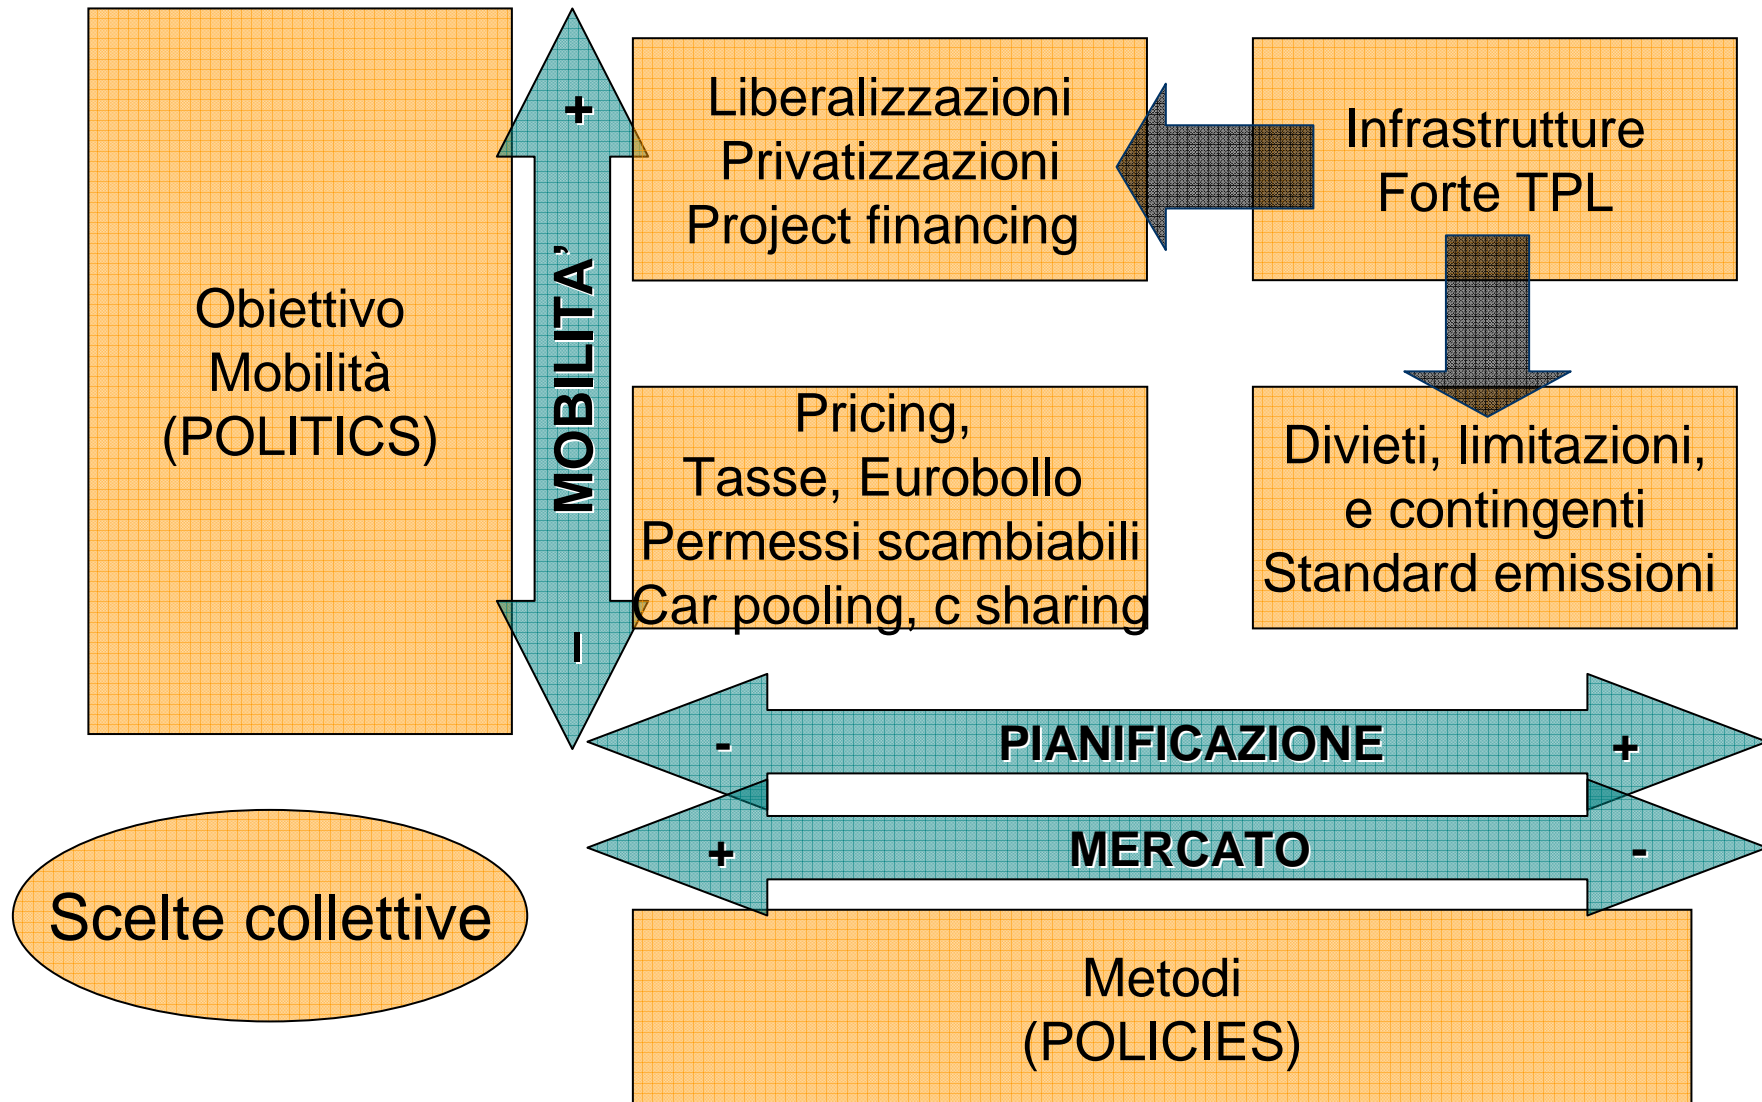 Obiettivo
Mobilità
(POLITICS)
+
MOBILITA’
–
Liberalizzazioni
Privatizzazioni
Project financing
Infrastrutture
Forte TPL
Pricing,
Tasse, Eurobollo
Permessi scambiabili
Car pooling, c sharing
Divieti, limitazioni,
e contingenti
Standard emissioni
- PIANIFICAZIONE +
+ MERCATO -
Scelte collettive
Metodi
(POLICIES)